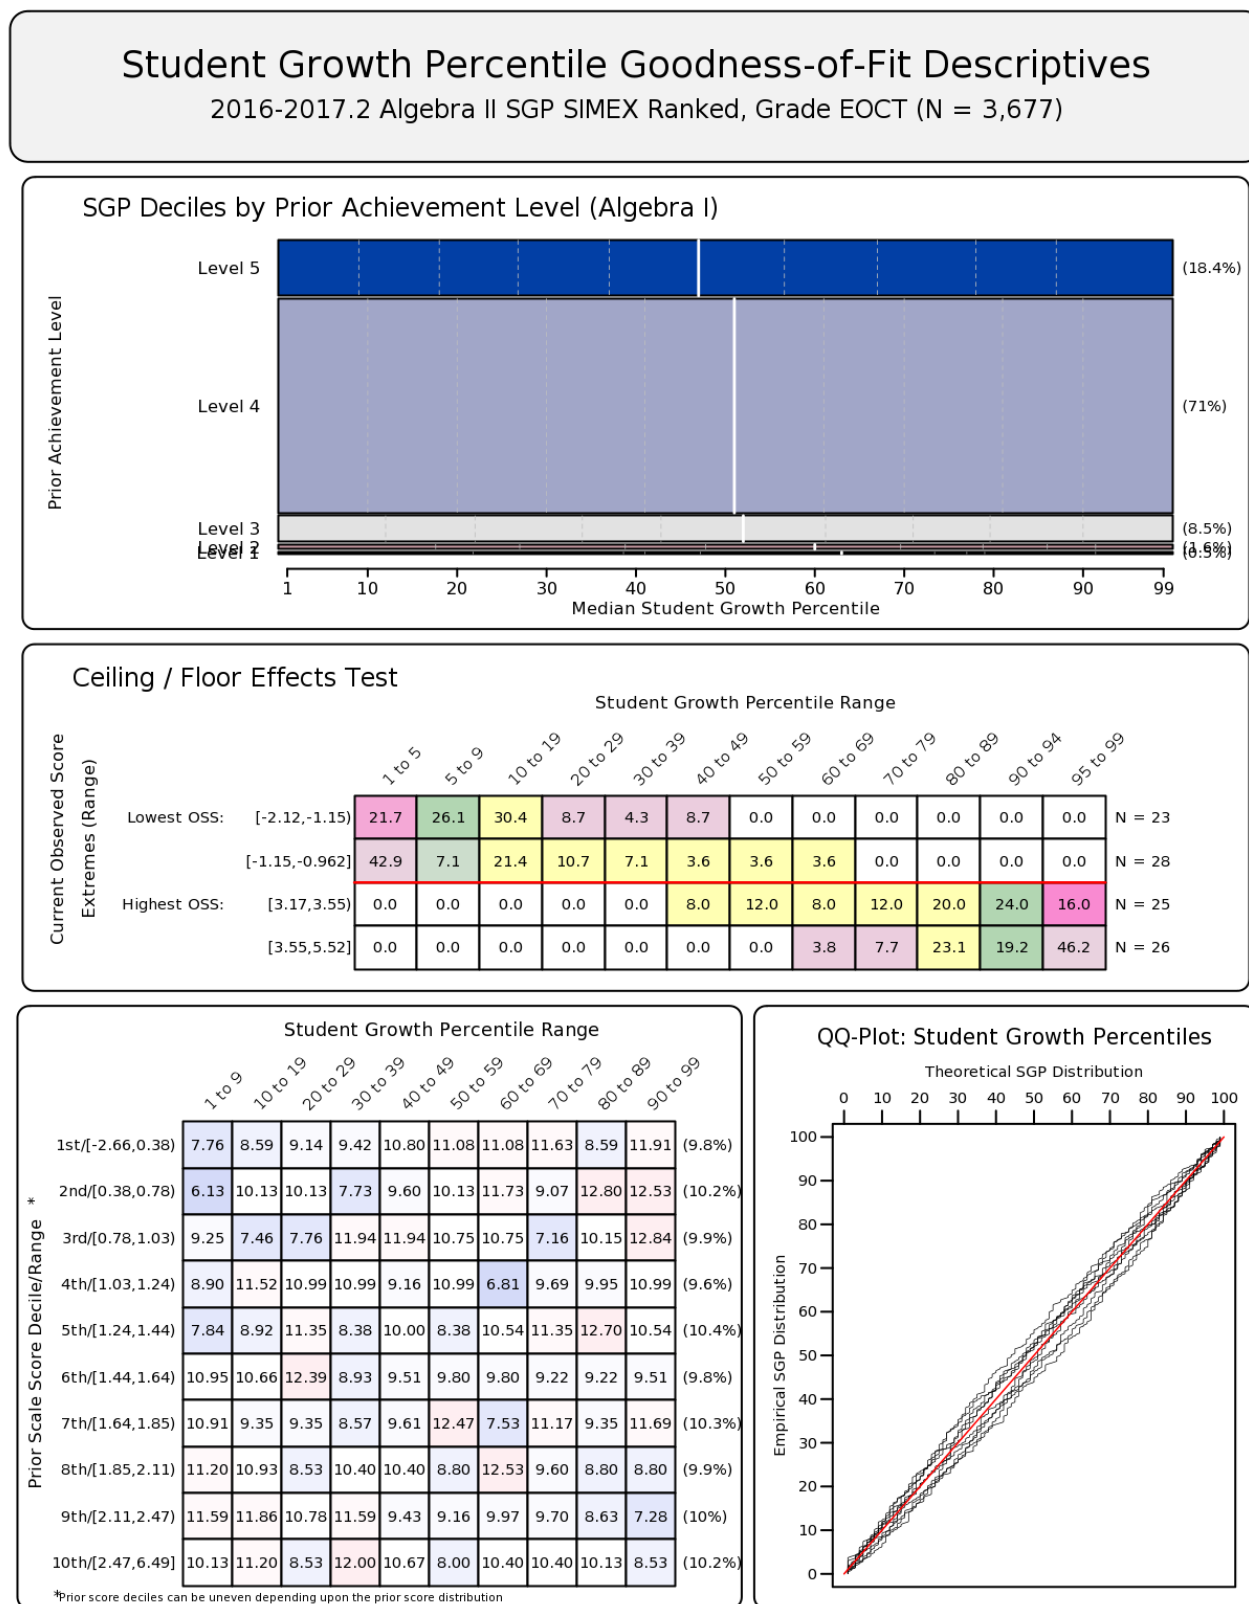 Student Growth Percentile Goodness-of-Fit Descriptives
2016-2017.2 Algebra II SGP SIMEX Ranked, Grade EOCT (N = 3,677)
SGP Deciles by Prior Achievement Level (Algebra I)
Prior Achievement Level
Level 5 (18.4%)
Level 4 (71%)
Level 3 (8.5%)
Level 2 (1.6%)
Level 1 (0.5%)
1 10 20 30 40 50 60 70 80 90 99
Median Student Growth Percentile
Ceiling / Floor Effects Test
Student Growth Percentile Range
Current Observed Score
Extremes (Range)
1 to 5 5 to 9 10 to 19 20 to 29 30 to 39 40 to 49 50 to 59 60 to 69 70 to 79 80 to 89 90 to 94 95 to 99
Lowest OSS: [-2.12,-1.15) 21.7 26.1 30.4 8.7 4.3 8.7 0.0 0.0 0.0 0.0 0.0 0.0 N = 23
[-1.15,-0.962] 42.9 7.1 21.4 10.7 7.1 3.6 3.6 3.6 0.0 0.0 0.0 0.0 N = 28
Highest OSS: [3.17,3.55) 0.0 0.0 0.0 0.0 0.0 8.0 12.0 8.0 12.0 20.0 24.0 16.0 N = 25
[3.55,5.52] 0.0 0.0 0.0 0.0 0.0 0.0 0.0 3.8 7.7 23.1 19.2 46.2 N = 26
Student Growth Percentile Range
Prior Scale Score Decile/Range *
1 to 9 10 to 19 20 to 29 30 to 39 40 to 49 50 to 59 60 to 69 70 to 79 80 to 89 90 to 99
1st/[-2.66,0.38) 7.76 8.59 9.14 9.42 10.80 11.08 11.08 11.63 8.59 11.91 (9.8%)
2nd/[0.38,0.78) 6.13 10.13 10.13 7.73 9.60 10.13 11.73 9.07 12.80 12.53 (10.2%)
3rd/[0.78,1.03) 9.25 7.46 7.76 11.94 11.94 10.75 10.75 7.16 10.15 12.84 (9.9%)
4th/[1.03,1.24) 8.90 11.52 10.99 10.99 9.16 10.99 6.81 9.69 9.95 10.99 (9.6%)
5th/[1.24,1.44) 7.84 8.92 11.35 8.38 10.00 8.38 10.54 11.35 12.70 10.54 (10.4%)
6th/[1.44,1.64) 10.95 10.66 12.39 8.93 9.51 9.80 9.80 9.22 9.22 9.51 (9.8%)
7th/[1.64,1.85) 10.91 9.35 9.35 8.57 9.61 12.47 7.53 11.17 9.35 11.69 (10.3%)
8th/[1.85,2.11) 11.20 10.93 8.53 10.40 10.40 8.80 12.53 9.60 8.80 8.80 (9.9%)
9th/[2.11,2.47) 11.59 11.86 10.78 11.59 9.43 9.16 9.97 9.70 8.63 7.28 (10%)
10th/[2.47,6.49] 10.13 11.20 8.53 12.00 10.67 8.00 10.40 10.40 10.13 8.53 (10.2%)
*Prior score deciles can be uneven depending upon the prior score distribution
QQ-Plot: Student Growth Percentiles
Theoretical SGP Distribution
0 10 20 30 40 50 60 70 80 90 100
Empirical SGP Distribution
100
90
80
70
60
50
40
30
20
10
0